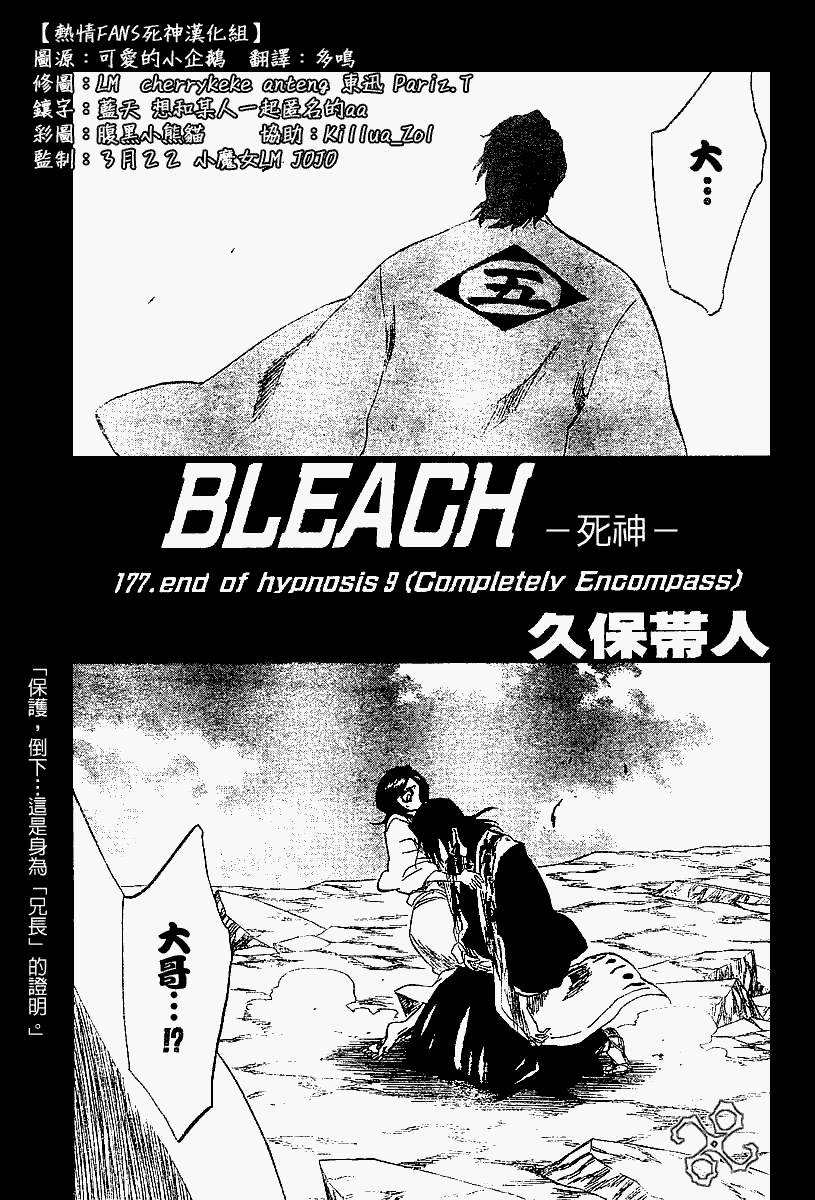 【熱情FANS死神漢化組】
圖源：可愛的小企鵝 翻譯：多鳴
修圖：LM cherrykeke anteng 東迅 Pariz.T
鑲字：藍天 想和某人一起匿名的aa
彩圖：腹黑小熊貓 協助：Killua_Zol
監制：3月22 小魔女LM JOJO
大…
五
BLEACH －死神－
177.end of hypnosis 9 (Completely Encompass)
久保帯人
「保護，倒下…這是身為「兄長」的證明。」
大哥…!?